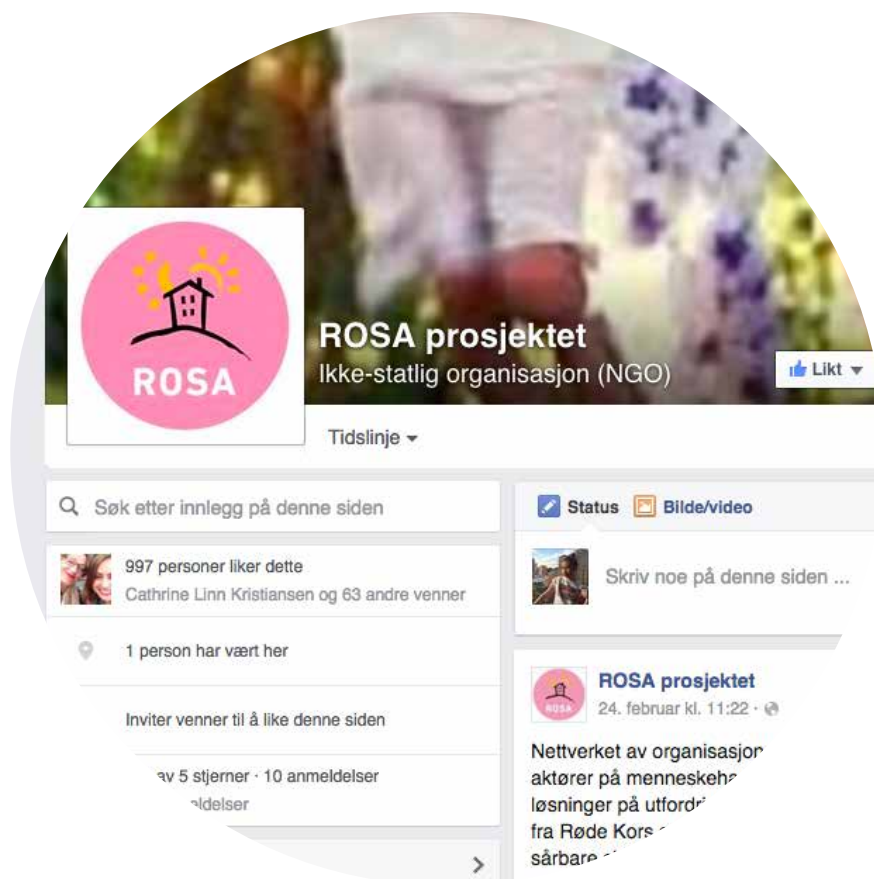 ROSA
ROSA prosjektet
Ikke-statlig organisasjon (NGO)
Likt
Tidslinje
Søk etter innlegg på denne siden
997 personer liker dette
Cathrine Linn Kristiansen og 63 andre venner
1 person har vært her
Inviter venner til å like denne siden
av 5 stjerner · 10 anmeldelser
Status Bilde/video
Skriv noe på denne siden ...
ROSA
ROSA prosjektet
24. februar kl. 11:22 ·
Nettverket av
aktører på
løsninger på
fra Røde Kors
sårbare